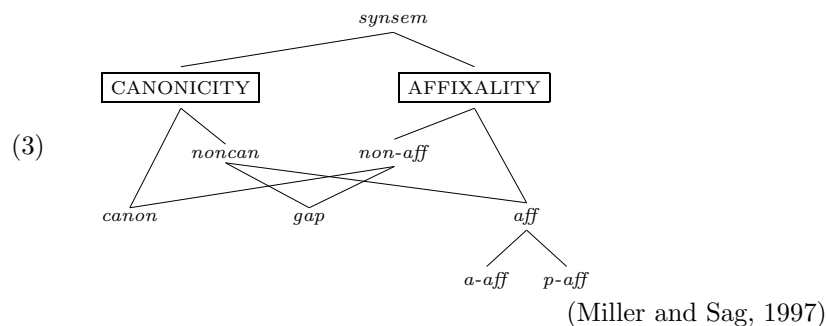 synsem
CANONICITY AFFIXALITY
(3)
noncan non-aff
canon gap aff
a-aff p-aff
(Miller and Sag, 1997)